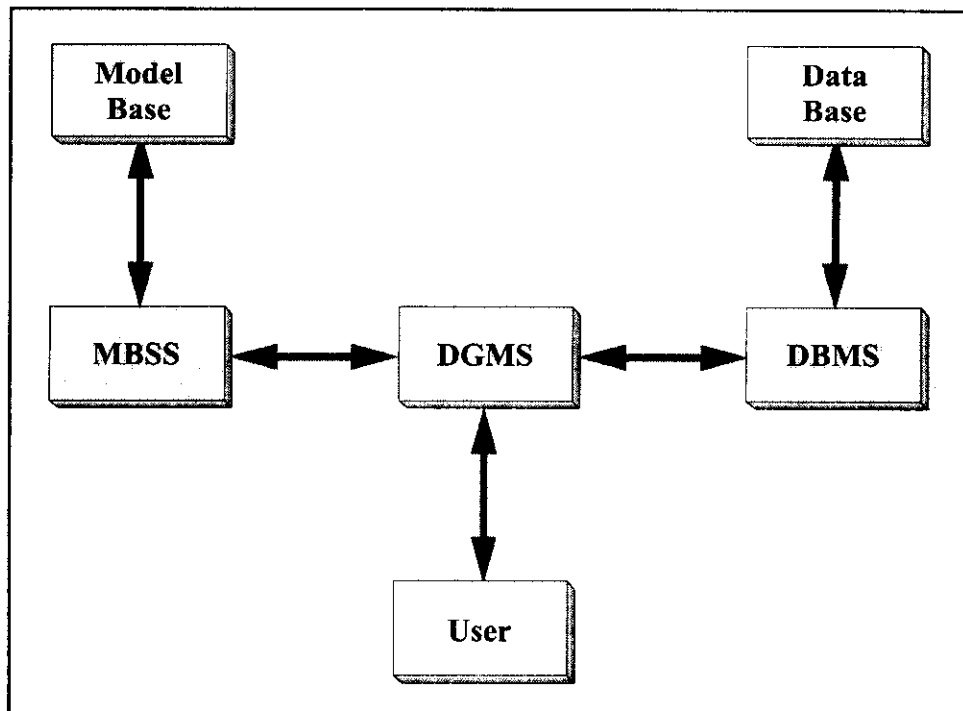 Model
Base
Data
Base
MBSS
DGMS
DBMS
User